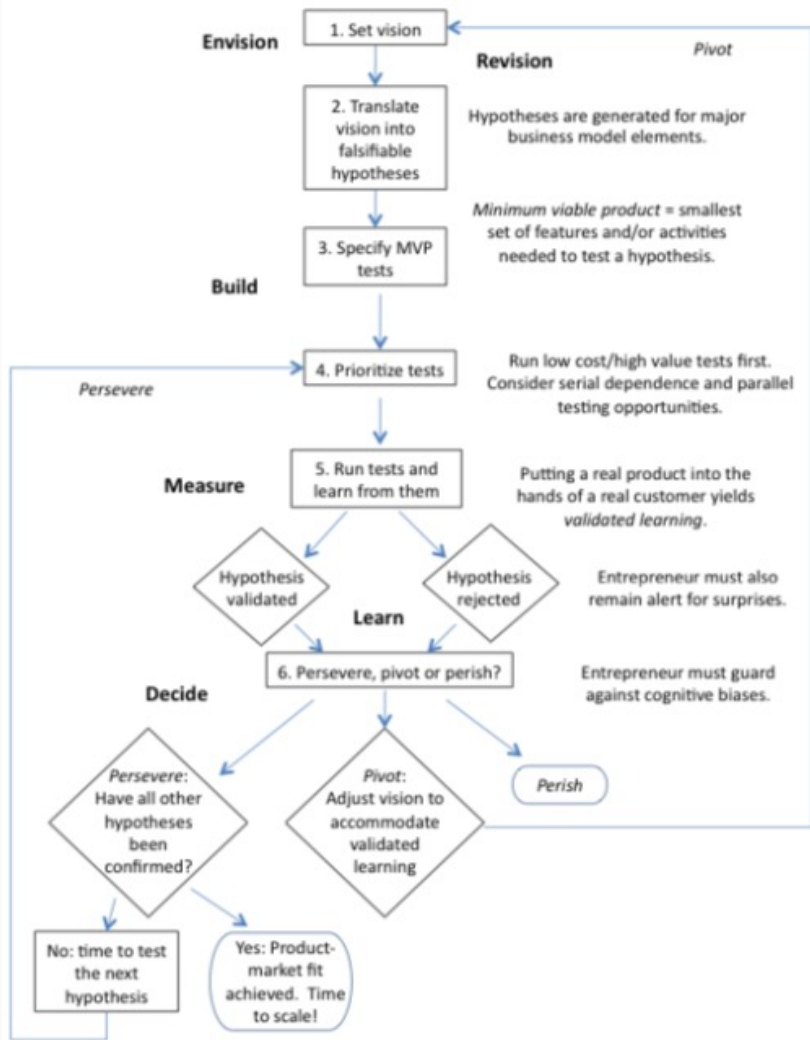 1. Set vision
Envision
Pivot
Revision
2. Translate
vision into
falsifiable
hypotheses
Hypotheses are generated for major
business model elements.
Minimum viable product = smallest
set of features and/or activities
needed to test a hypothesis.
3. Specify MVP
tests
Build
4. Prioritize tests
Run low cost/high value tests first.
Consider serial dependence and parallel
testing opportunities.
Persevere
5. Run tests and
learn from them
Measure
Putting a real product into the
hands of a real customer yields
validated learning.
Hypothesis
validated
Hypothesis
rejected
Entrepreneur must also
remain alert for surprises.
Learn
6. Persevere, pivot or perish?
Entrepreneur must guard
against cognitive biases.
Decide
Persevere:
Have all other
hypotheses
been
confirmed?
Pivot:
Adjust vision to
accommodate
validated
learning
Perish
No: time to test
the next
hypothesis
Yes: Product-
market fit
achieved. Time
to scale!